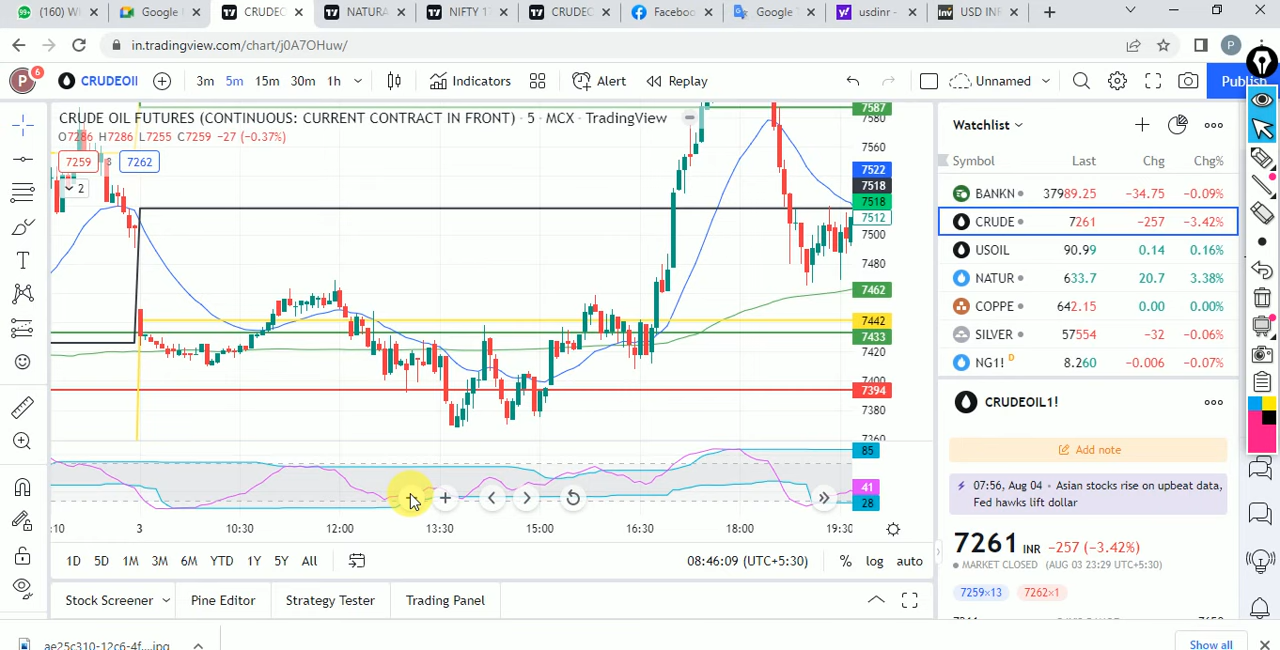 (160) W
Google
CRUDEC
NATURA
NIFTY 1
CRUDEC
Facebo
Google
usdinr -
USD INR
in.tradingview.com/chart/j0A7OHuw/
P
P
6
CRUDEOIl
3m
5m
15m
30m
1h
Indicators
Alert
Replay
Unnamed
Publish
CRUDE OIL FUTURES (CONTINUOUS: CURRENT CONTRACT IN FRONT) · 5 · MCX · TradingView
O7286 H7286 L7255 C7259 −27 (−0.37%)
7259
7262
2
7587
7580
7560
7522
7518
7518
7512
7500
7480
7462
7442
7433
7420
7400
7394
7380
7360
85
41
28
:10
3
10:30
12:00
13:30
15:00
16:30
18:00
19:30
1D
5D
1M
3M
6M
YTD
1Y
5Y
All
08:46:09 (UTC+5:30)
%
log
auto
Stock Screener
Pine Editor
Strategy Tester
Trading Panel
Watchlist
Symbol Last Chg Chg%
BANKN 37989.25 −34.75 −0.09%
CRUDE 7261 −257 −3.42%
USOIL 90.99 0.14 0.16%
NATUR 633.7 20.7 3.38%
COPPE 642.15 0.00 0.00%
SILVER 57554 −32 −0.06%
NG1! D 8.260 −0.006 −0.07%
CRUDEOIL1!
Add note
07:56, Aug 04 · Asian stocks rise on upbeat data,
Fed hawks lift dollar
7261 INR −257 (−3.42%)
MARKET CLOSED (AUG 03 23:29 UTC+5:30)
7259×13
7262×1
ae25c310-12c6-4f....jpg
Show all